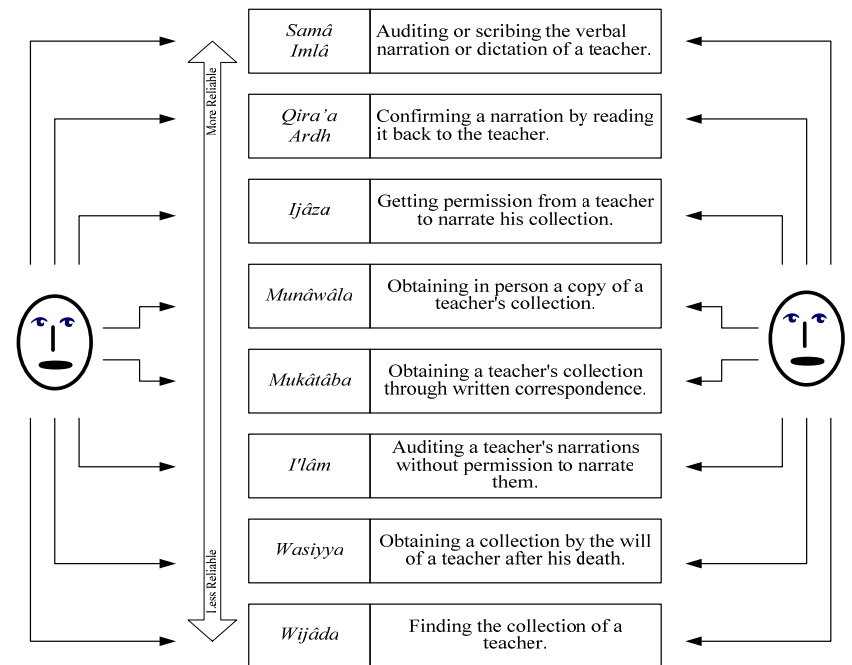 Samâ
Imlâ
Auditing or scribing the verbal
narration or dictation of a teacher.
More Reliable
Qira’a
Ardh
Confirming a narration by reading
it back to the teacher.
Ijâza
Getting permission from a teacher
to narrate his collection.
Munâwâla
Obtaining in person a copy of a
teacher's collection.
Mukâtâba
Obtaining a teacher's collection
through written correspondence.
I'lâm
Auditing a teacher's narrations
without permission to narrate
them.
Less Reliable
Wasiyya
Obtaining a collection by the will
of a teacher after his death.
Wijâda
Finding the collection of a
teacher.